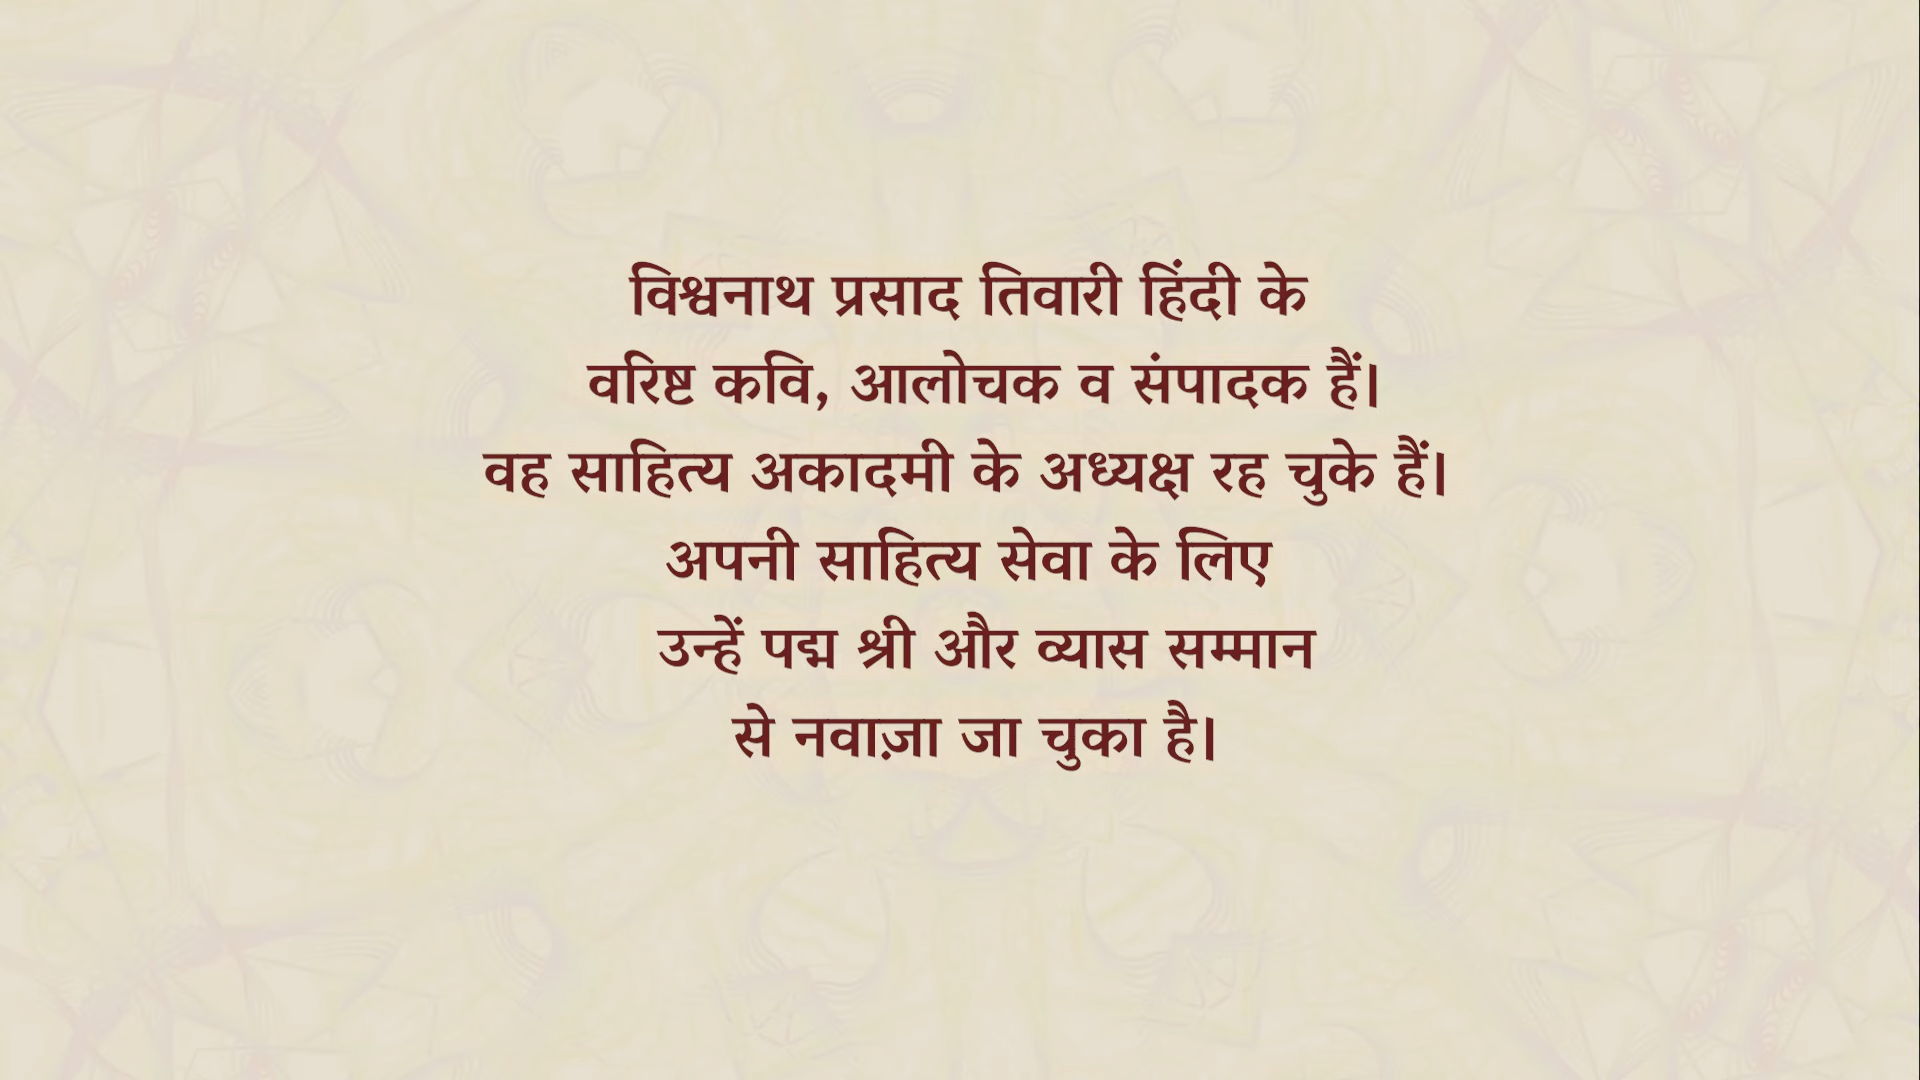 विश्वनाथ प्रसाद तिवारी हिंदी के
वरिष्ट कवि, आलोचक व संपादक हैं।
वह साहित्य अकादमी के अध्यक्ष रह चुके हैं।
अपनी साहित्य सेवा के लिए
उन्हें पद्म श्री और व्यास सम्मान
से नवाज़ा जा चुका है।